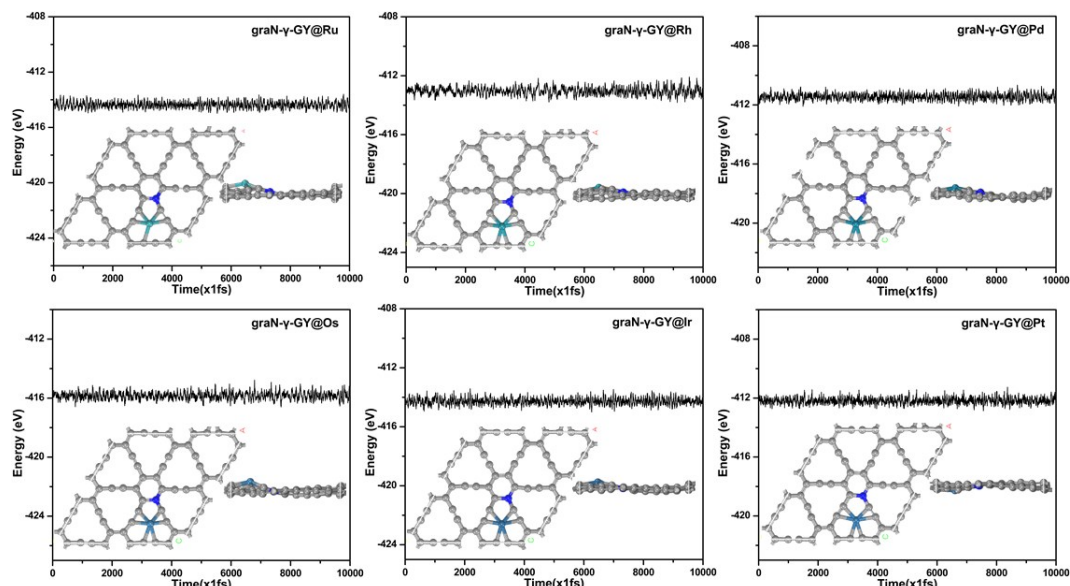 graN-γ-GY@Ru
Energy (eV)
-408
-412
-416
-420
-424
0 2000 4000 6000 8000 10000
Time(x1fs)
graN-γ-GY@Rh
Energy (eV)
-408
-412
-416
-420
-424
0 2000 4000 6000 8000 10000
Time(x1fs)
graN-γ-GY@Pd
Energy (eV)
-408
-412
-416
-420
0 2000 4000 6000 8000 10000
Time(x1fs)
graN-γ-GY@Os
Energy (eV)
-412
-416
-420
-424
0 2000 4000 6000 8000 10000
Time(x1fs)
graN-γ-GY@Ir
Energy (eV)
-408
-412
-416
-420
-424
0 2000 4000 6000 8000 10000
Time(x1fs)
graN-γ-GY@Pt
Energy (eV)
-408
-412
-416
-420
0 2000 4000 6000 8000 10000
Time(x1fs)